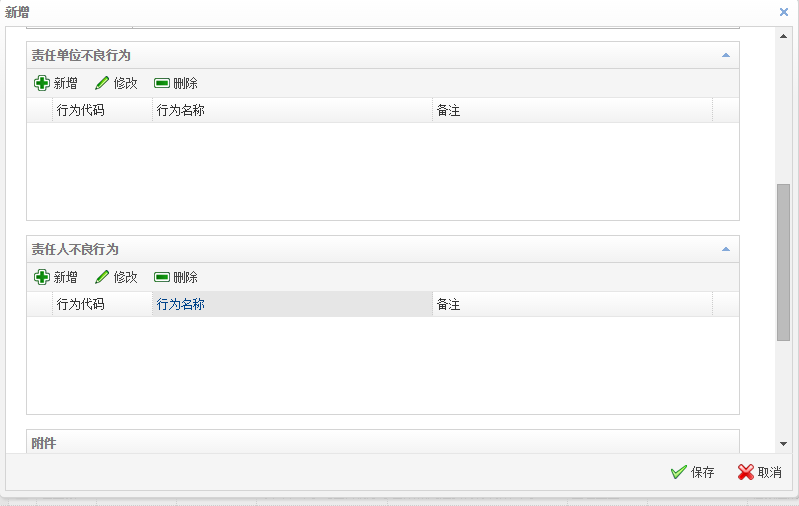 新增
责任单位不良行为
新增 修改 删除
行为代码 行为名称 备注
责任人不良行为
新增 修改 删除
行为代码 行为名称 备注
附件
保存 取消